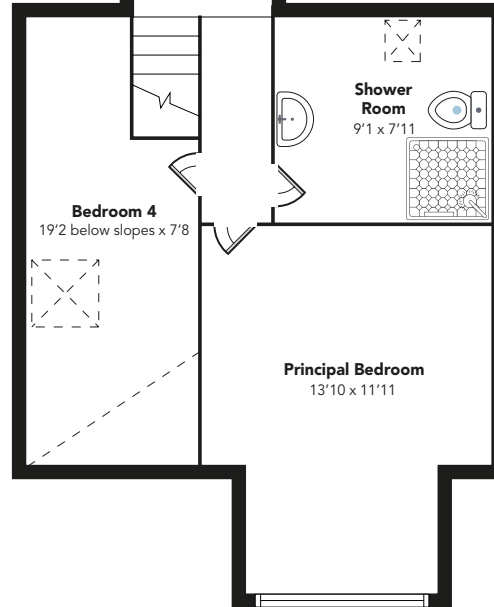 Shower
Room
9'1 x 7'11
Bedroom 4
19'2 below slopes x 7'8
Principal Bedroom
13'10 x 11'11